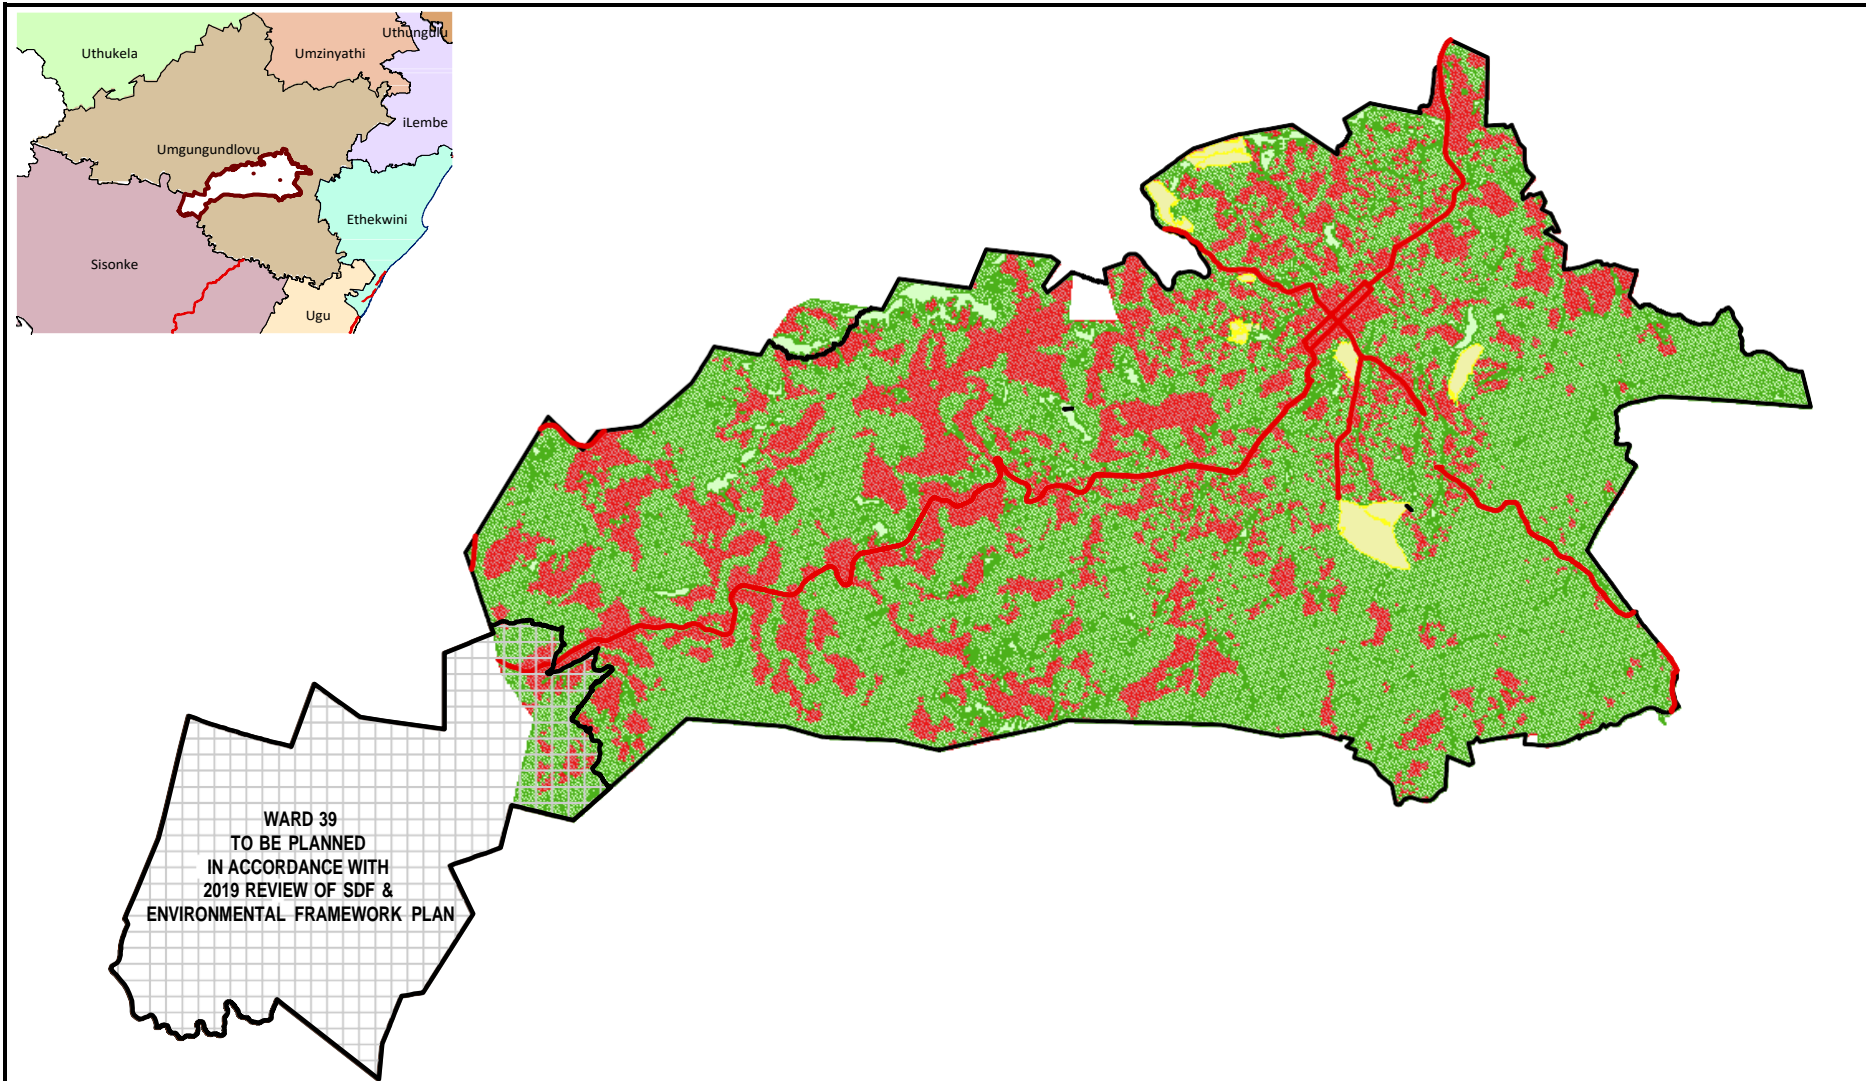 Uthungulu
Uthukela
Umzinyathi
iLembe
Umgungundlovu
Ethekwini
Sisonke
Ugu
WARD 39
TO BE PLANNED
IN ACCORDANCE WITH
2019 REVIEW OF SDF &
ENVIRONMENTAL FRAMEWORK PLAN